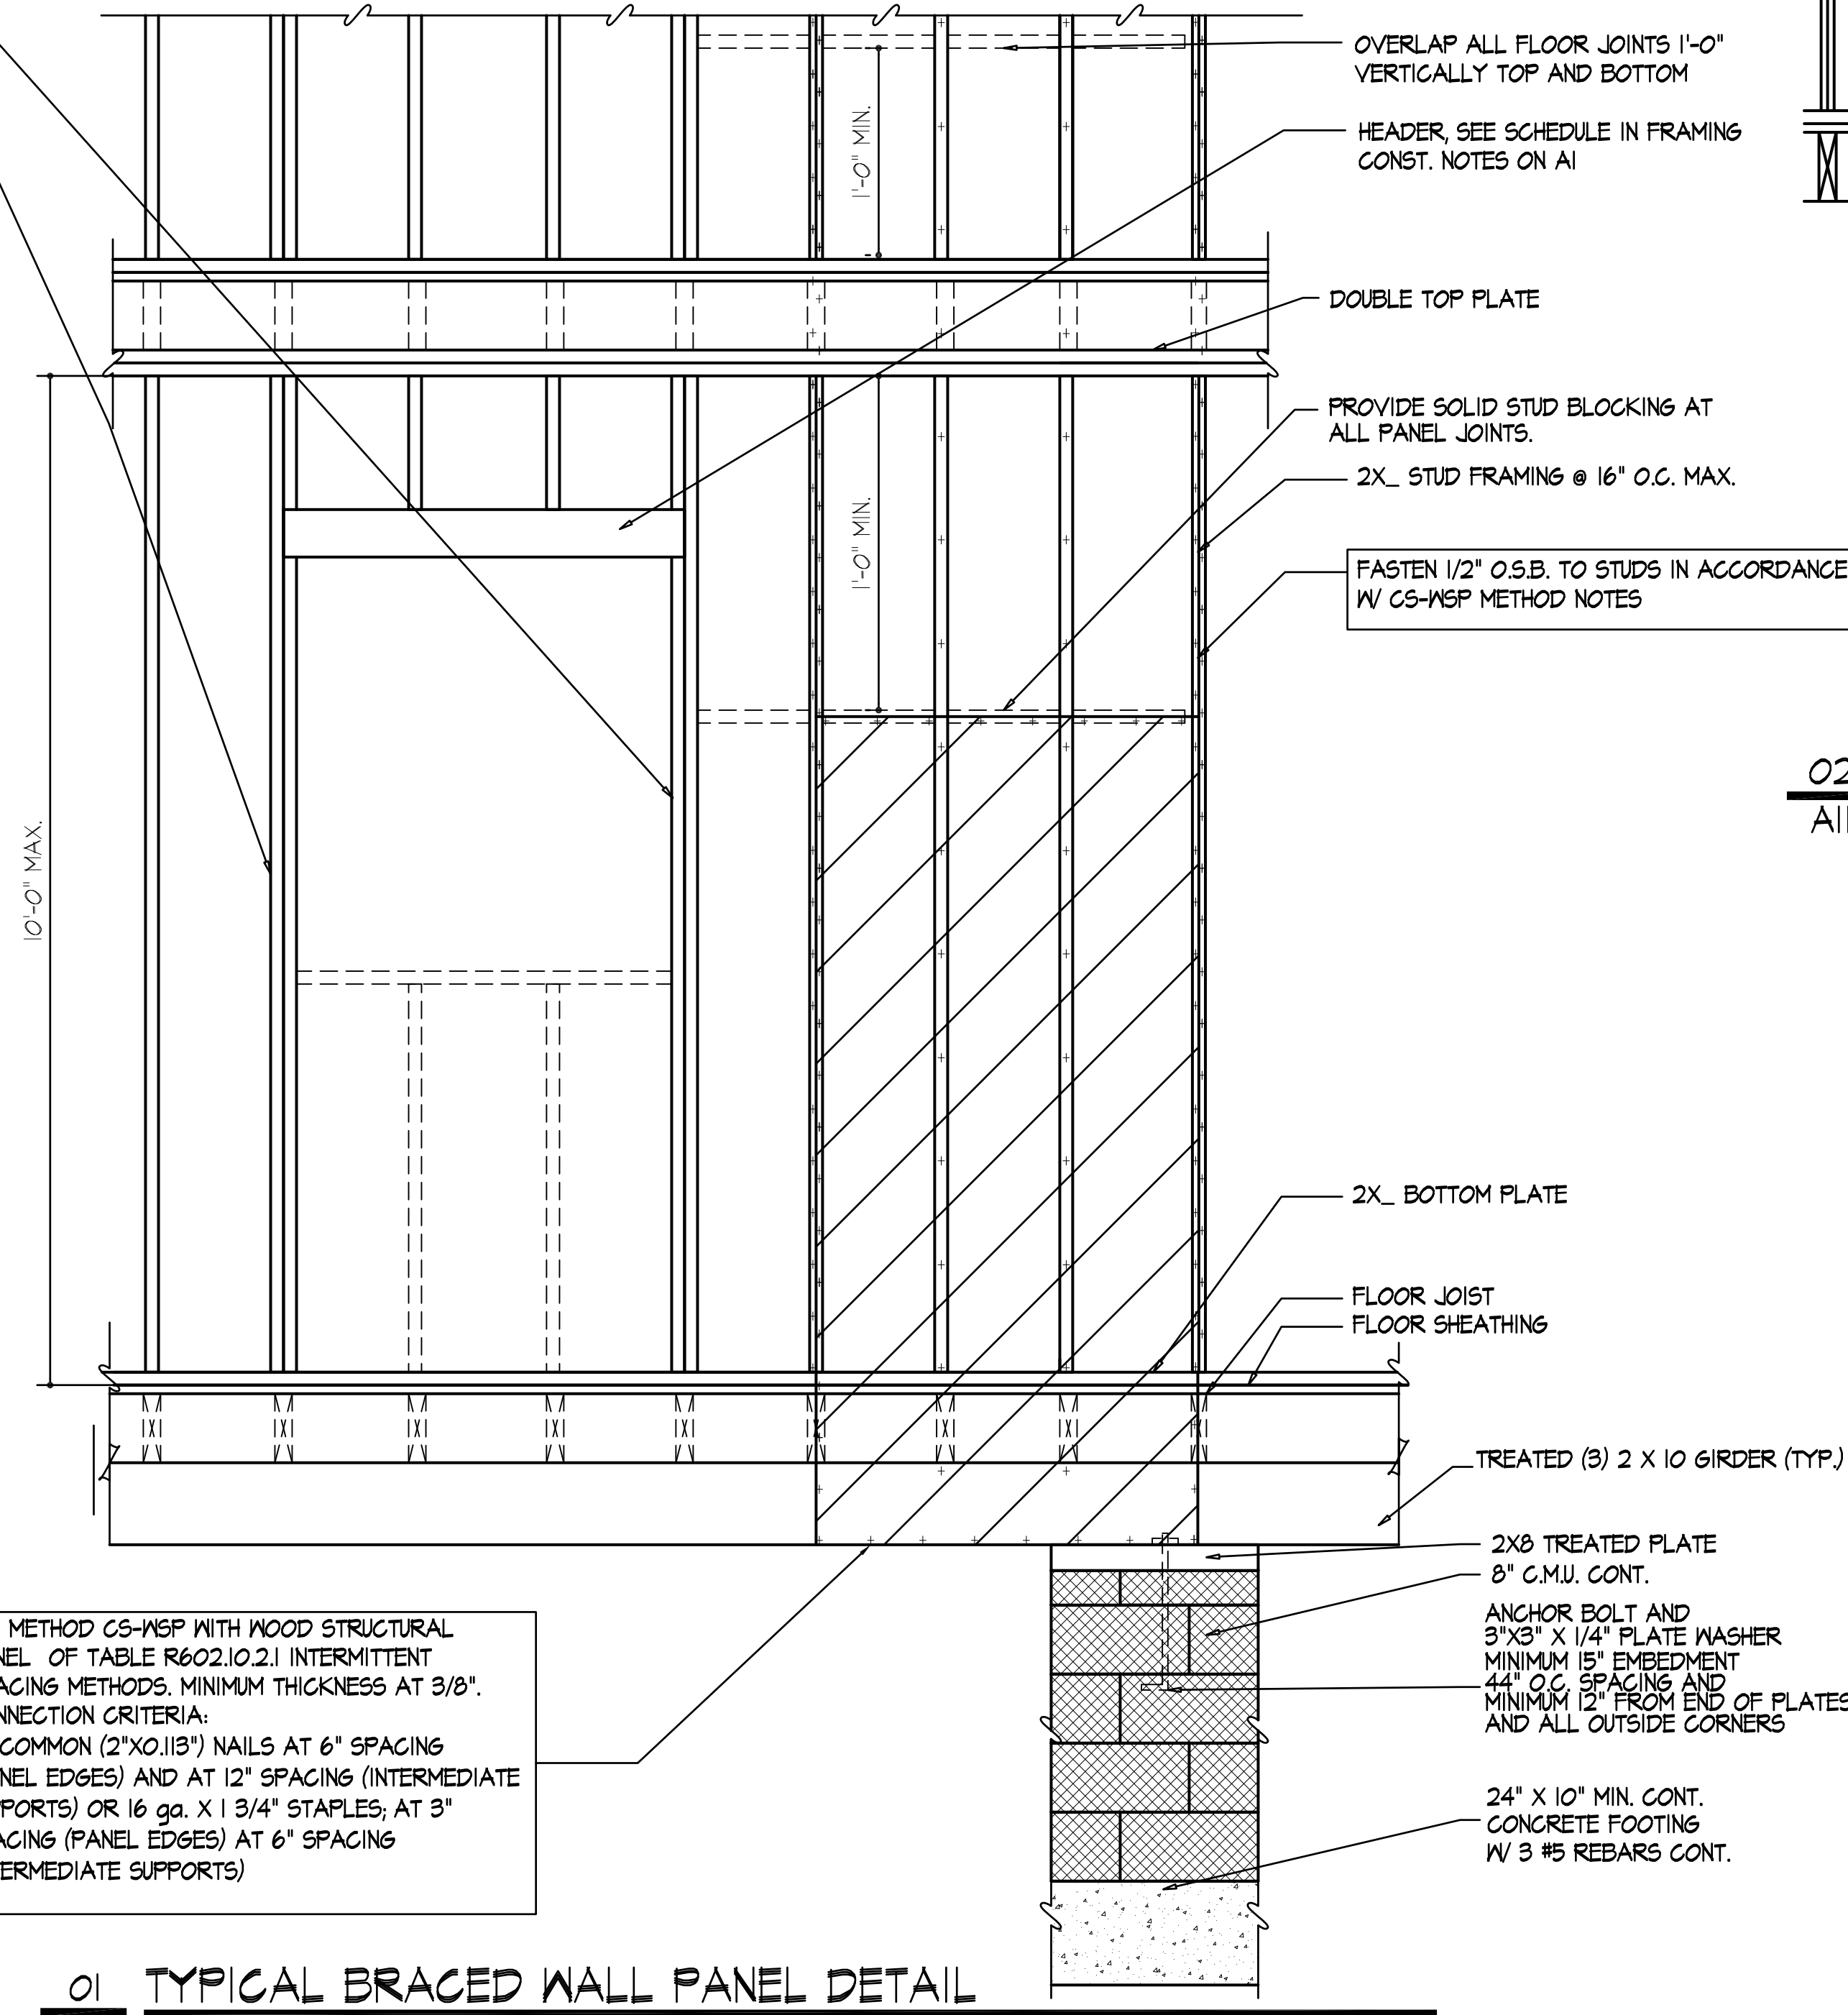 OVERLAP ALL FLOOR JOINTS 1'-0"
VERTICALLY TOP AND BOTTOM
HEADER, SEE SCHEDULE IN FRAMING
CONST. NOTES ON A1
1'-0" MIN.
DOUBLE TOP PLATE
PROVIDE SOLID STUD BLOCKING AT
ALL PANEL JOINTS.
2X_ STUD FRAMING @ 16" O.C. MAX.
1'-0" MIN.
FASTEN 1/2" O.S.B. TO STUDS IN ACCORDANCE
W/ CS-WSP METHOD NOTES
02
10'-0" MAX.
2X_ BOTTOM PLATE
FLOOR JOIST
FLOOR SHEATHING
TREATED (3) 2 X 10 GIRDER (TYP.)
2X8 TREATED PLATE
8" C.M.U. CONT.
ANCHOR BOLT AND
3"X3" X 1/4" PLATE WASHER
MINIMUM 15" EMBEDMENT
44" O.C. SPACING AND
MINIMUM 12" FROM END OF PLATES
AND ALL OUTSIDE CORNERS
24" X 10" MIN. CONT.
CONCRETE FOOTING
W/ 3 #5 REBARS CONT.
METHOD CS-WSP WITH WOOD STRUCTURAL
NEL OF TABLE R602.10.2.1 INTERMITTENT
ACING METHODS. MINIMUM THICKNESS AT 3/8".
NNECTION CRITERIA:
COMMON (2"X0.113") NAILS AT 6" SPACING
NEL EDGES) AND AT 12" SPACING (INTERMEDIATE
PORTS) OR 16 ga. X 1 3/4" STAPLES; AT 3"
ACING (PANEL EDGES) AT 6" SPACING
ERMEDIATE SUPPORTS)
01 TYPICAL BRACED WALL PANEL DETAIL